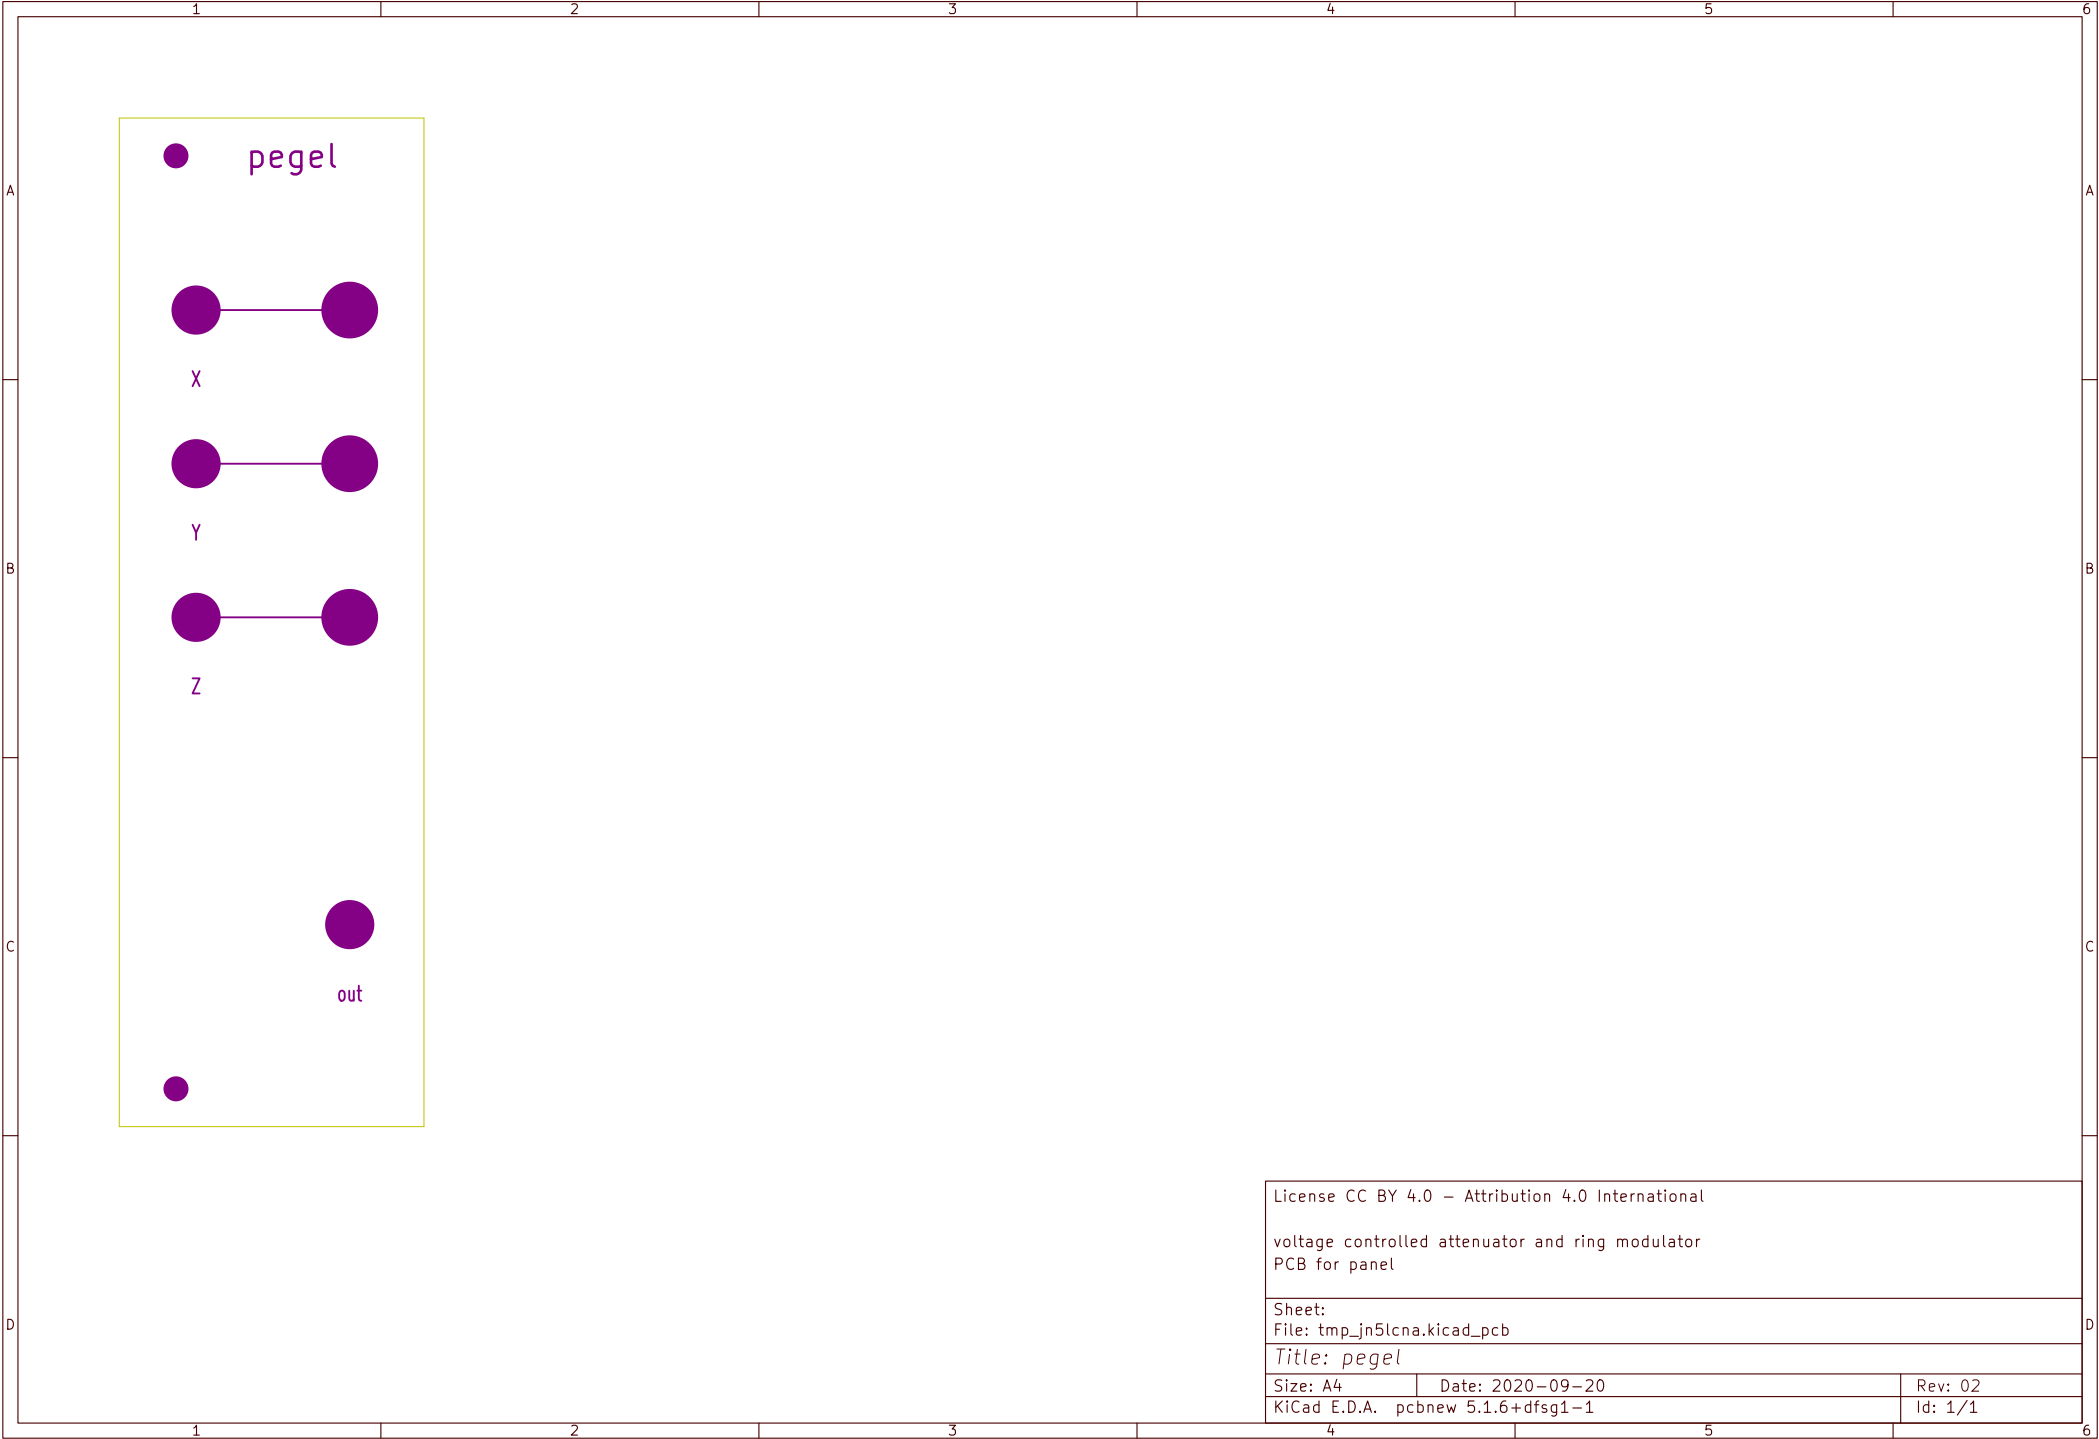 1 2 3 4 5 6
A A
pegel
X
Y
B B
Z
C C
out
License CC BY 4.0 - Attribution 4.0 International
voltage controlled attenuator and ring modulator
PCB for panel
Sheet:
D D
File: tmp_jn5lcna.kicad_pcb
Title: pegel
Size: A4 Date: 2020-09-20 Rev: 02
KiCad E.D.A. pcbnew 5.1.6+dfsg1-1 Id: 1/1
1 2 3 4 5 6